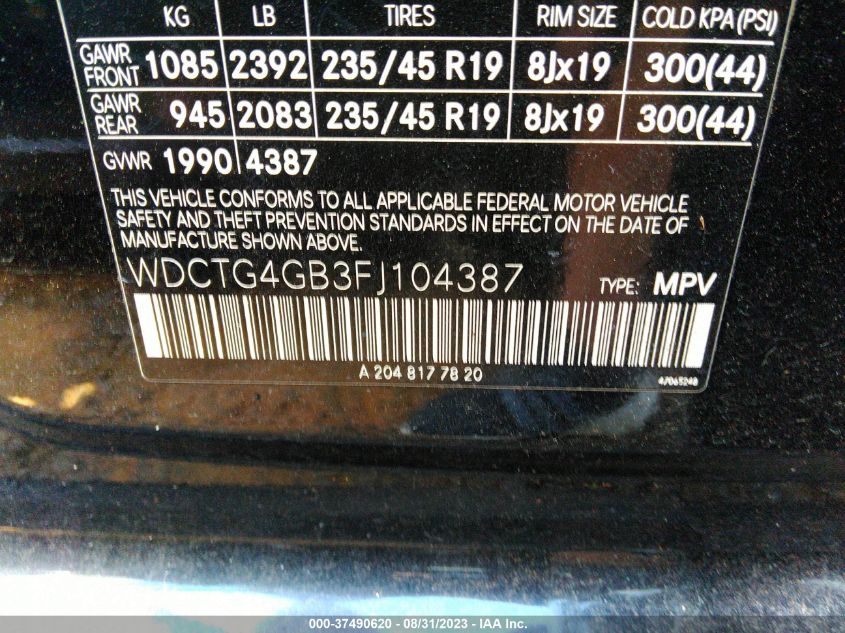 KG LB TIRES RIM SIZE COLD KPA(PSI)
GAWR FRONT 1085 2392 235/45 R19 8Jx19 300(44)
GAWR REAR 945 2083 235/45 R19 8Jx19 300(44)
GVWR 1990 4387
THIS VEHICLE CONFORMS TO ALL APPLICABLE FEDERAL MOTOR VEHICLE
SAFETY AND THEFT PREVENTION STANDARDS IN EFFECT ON THE DATE OF
MANUFACTURE SHOWN ABOVE.
WDCTG4GB3FJ104387 TYPE: MPV
A 204 817 78 20
000-37490620 - 08/31/2023 - IAA Inc.